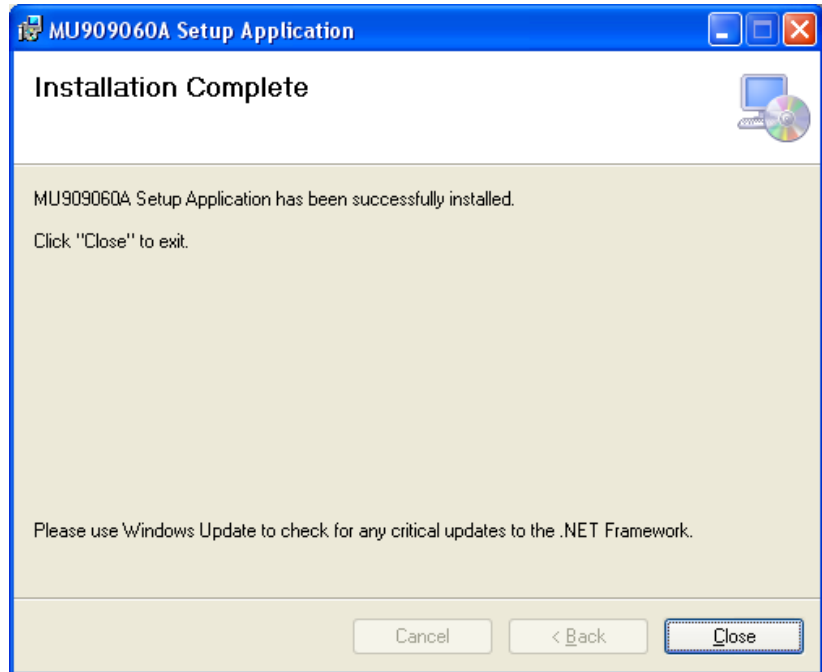 MU909060A Setup Application
Installation Complete
MU909060A Setup Application has been successfully installed.
Click "Close" to exit.
Please use Windows Update to check for any critical updates to the .NET Framework.
Cancel
< Back
Close